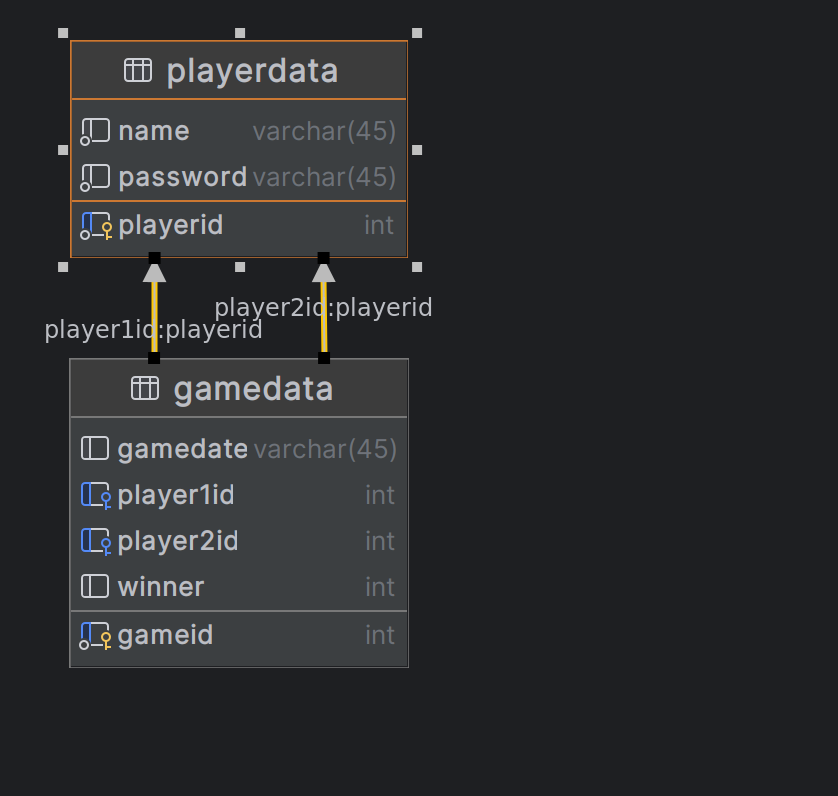 playerdata
name varchar(45)
password varchar(45)
playerid int
player2id:playerid
player1id:playerid
gamedata
gamedate varchar(45)
player1id int
player2id int
winner int
gameid int